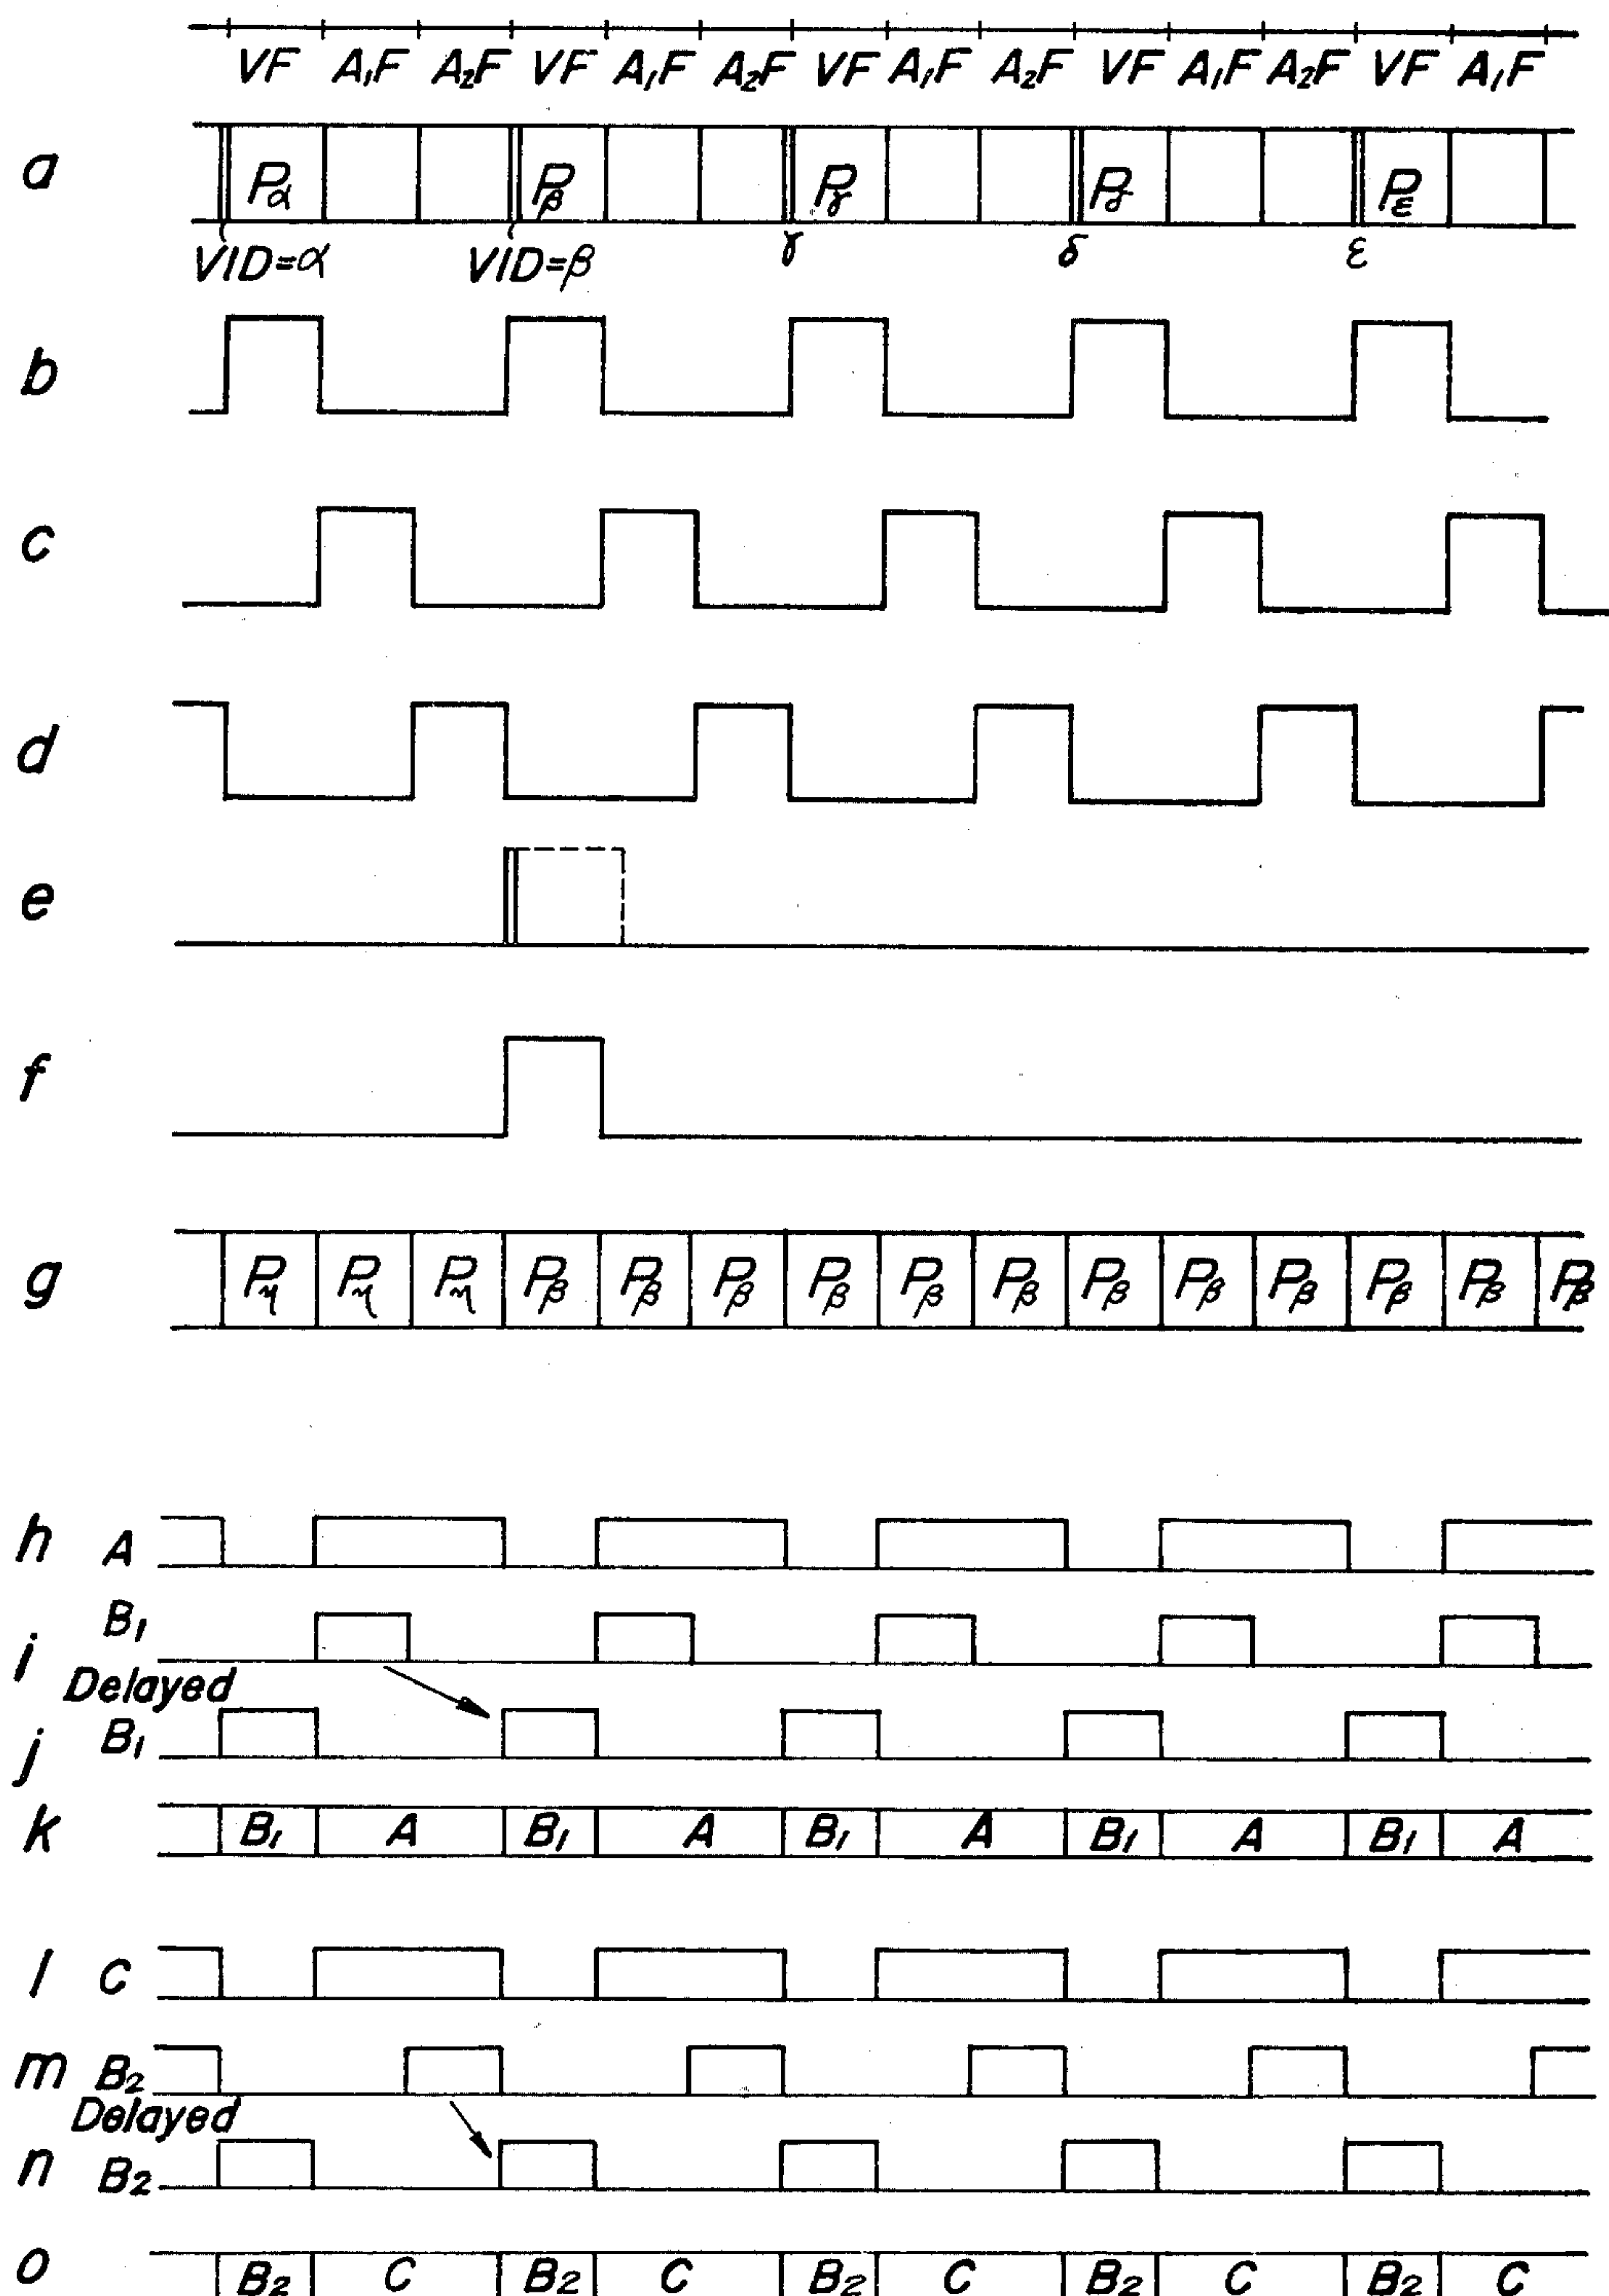 VF A₁F A₂F VF A₁F A₂F VF A₁F A₂F VF A₁F A₂F VF A₁F
a Pα Pβ Pγ Pδ Pε
VID=α VID=β γ δ ε
b
c
d
e
f
g Pη Pη Pη Pβ Pβ Pβ Pβ Pβ Pβ Pβ Pβ Pβ Pβ Pβ Pβ
h A
i B₁
Delayed
j B₁
k B₁ A B₁ A B₁ A B₁ A B₁ A
l C
m B₂
Delayed
n B₂
o B₂ C B₂ C B₂ C B₂ C B₂ C